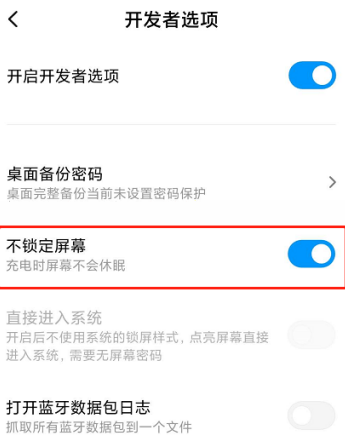 开发者选项
开启开发者选项
桌面备份密码
桌面完整备份当前未设置密码保护
不锁定屏幕
充电时屏幕不会休眠
直接进入系统
开启后不使用系统的锁屏样式，点亮屏幕直接
进入系统，需要无屏幕密码
打开蓝牙数据包日志
抓取所有蓝牙数据包到一个文件